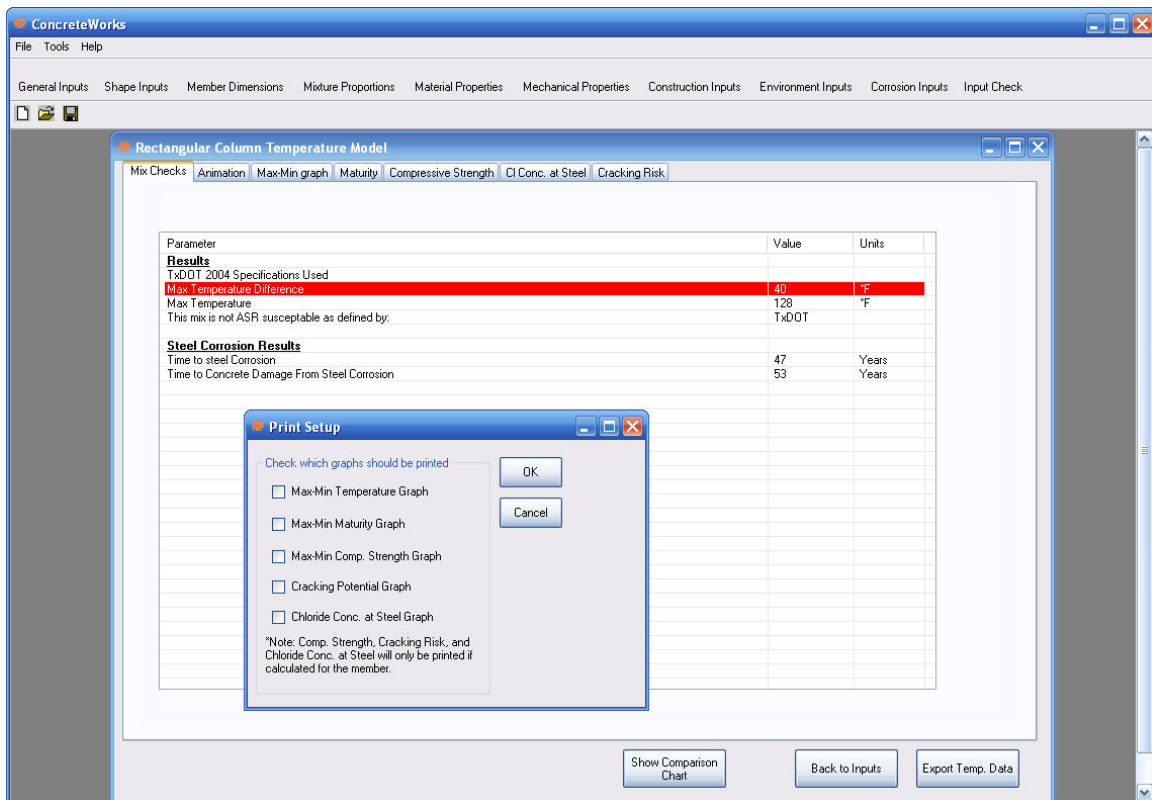 ConcreteWorks
File Tools Help
General Inputs Shape Inputs Member Dimensions Mixture Proportions Material Properties Mechanical Properties Construction Inputs Environment Inputs Corrosion Inputs Input Check
Rectangular Column Temperature Model
Mix Checks Animation Max-Min graph Maturity Compressive Strength Cl Conc. at Steel Cracking Risk
Parameter Value Units
Results
TxDOT 2004 Specifications Used
Max Temperature Difference 40 °F
Max Temperature 128 °F
This mix is not ASR susceptable as defined by: TxDOT
Steel Corrosion Results
Time to steel Corrosion 47 Years
Time to Concrete Damage From Steel Corrosion 53 Years
Print Setup
Check which graphs should be printed
OK
Max-Min Temperature Graph
Cancel
Max-Min Maturity Graph
Max-Min Comp. Strength Graph
Cracking Potential Graph
Chloride Conc. at Steel Graph
*Note: Comp. Strength, Cracking Risk, and
Chloride Conc. at Steel will only be printed if
calculated for the member.
Show Comparison
Chart
Back to Inputs
Export Temp. Data